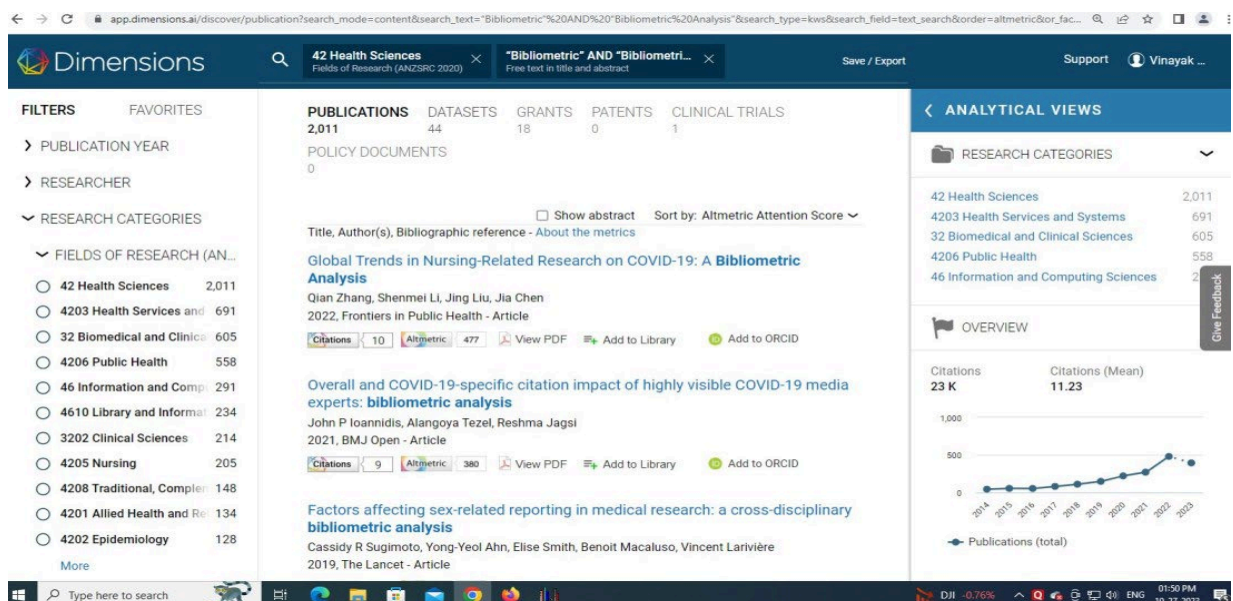 app.dimensions.ai/discover/publication?search_mode=content&search_text="Bibliometric"%20AND%20"Bibliometric%20Analysis"&search_type=kws&search_field=text_search&order=altmetric&or_fac...
Dimensions
42 Health Sciences
Fields of Research (ANZSRC 2020)
"Bibliometric" AND "Bibliometri...
Free text in title and abstract
Save / Export
Support
Vinayak ...
FILTERS
FAVORITES
PUBLICATION YEAR
RESEARCHER
RESEARCH CATEGORIES
FIELDS OF RESEARCH (AN...
42 Health Sciences 2,011
4203 Health Services and 691
32 Biomedical and Clinica 605
4206 Public Health 558
46 Information and Comp 291
4610 Library and Informat 234
3202 Clinical Sciences 214
4205 Nursing 205
4208 Traditional, Complem 148
4201 Allied Health and Re 134
4202 Epidemiology 128
More
PUBLICATIONS DATASETS GRANTS PATENTS CLINICAL TRIALS
2,011 44 18 0 1
POLICY DOCUMENTS
0
Show abstract Sort by: Altmetric Attention Score
Title, Author(s), Bibliographic reference - About the metrics
Global Trends in Nursing-Related Research on COVID-19: A Bibliometric
Analysis
Qian Zhang, Shenmei Li, Jing Liu, Jia Chen
2022, Frontiers in Public Health - Article
Citations 10 Altmetric 477 View PDF Add to Library Add to ORCID
Overall and COVID-19-specific citation impact of highly visible COVID-19 media
experts: bibliometric analysis
John P Ioannidis, Alangoya Tezel, Reshma Jagsi
2021, BMJ Open - Article
Citations 9 Altmetric 380 View PDF Add to Library Add to ORCID
Factors affecting sex-related reporting in medical research: a cross-disciplinary
bibliometric analysis
Cassidy R Sugimoto, Yong-Yeol Ahn, Elise Smith, Benoit Macaluso, Vincent Larivière
2019, The Lancet - Article
ANALYTICAL VIEWS
RESEARCH CATEGORIES
42 Health Sciences 2,011
4203 Health Services and Systems 691
32 Biomedical and Clinical Sciences 605
4206 Public Health 558
46 Information and Computing Sciences 2
Give Feedback
OVERVIEW
Citations Citations (Mean)
23 K 11.23
1,000
500
0
2014 2015 2016 2017 2018 2019 2020 2021 2022 2023
Publications (total)
Type here to search
DJI -0.76%
ENG
01:50 PM